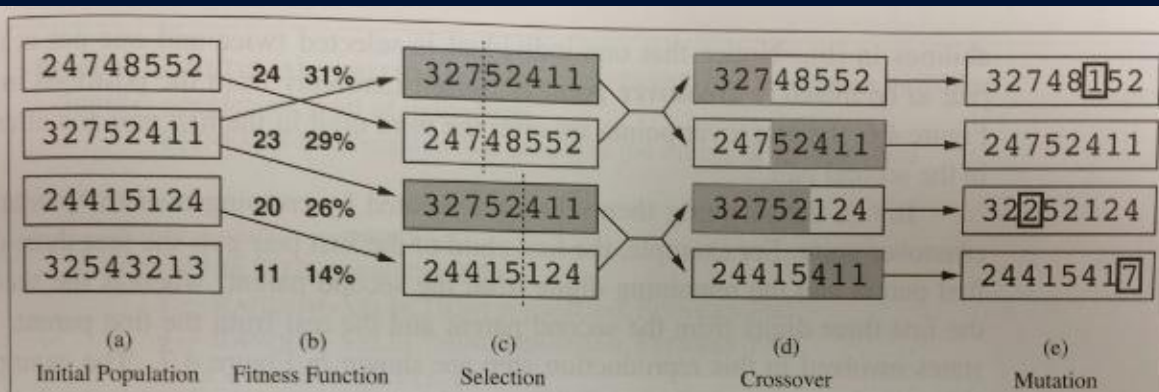 24748552 24 31% 32752411 32748552 32748152
32752411 23 29% 24748552 24752411 24752411
24415124 20 26% 32752411 32752124 32252124
32543213 11 14% 24415124 24415411 24415417
(a) (b) (c) (d) (e)
Initial Population Fitness Function Selection Crossover Mutation